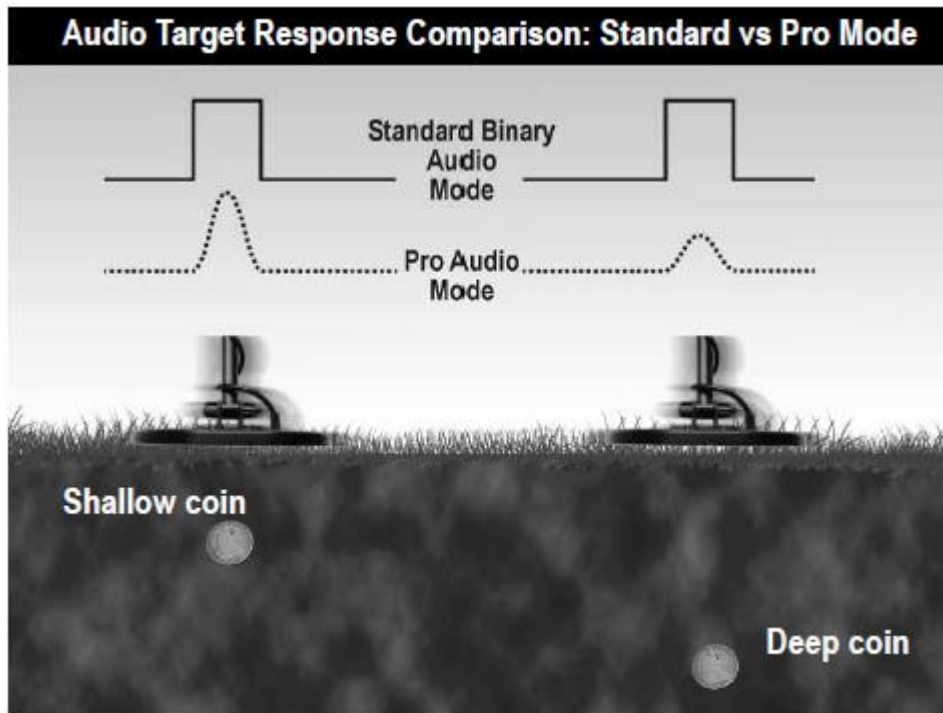 Audio Target Response Comparison: Standard vs Pro Mode
Standard Binary
Audio
Mode
Pro Audio
Mode
Shallow coin
Deep coin